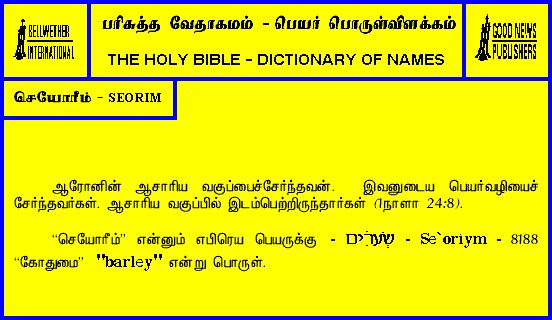 BELLWETHER
INTERNATIONAL
பரிசுத்த வேதாகமம் - பெயர் பொருள்விளக்கம்
THE HOLY BIBLE - DICTIONARY OF NAMES
GOOD NEWS
PUBLISHERS
செயோரீம் - SEORIM
ஆரோனின் ஆசாரிய வகுப்பைச்சேர்ந்தவன். இவனுடைய பெயர்வழியைச்
சேர்ந்தவர்கள். ஆசாரிய வகுப்பில் இடம்பெற்றிருந்தார்கள் (1நாளா 24:8).
“செயோரீம்” என்னும் எபிரெய பெயருக்கு - שְׂעֹרִים - Se`oriym - 8188
“கோதுமை” "barley" என்று பொருள்.